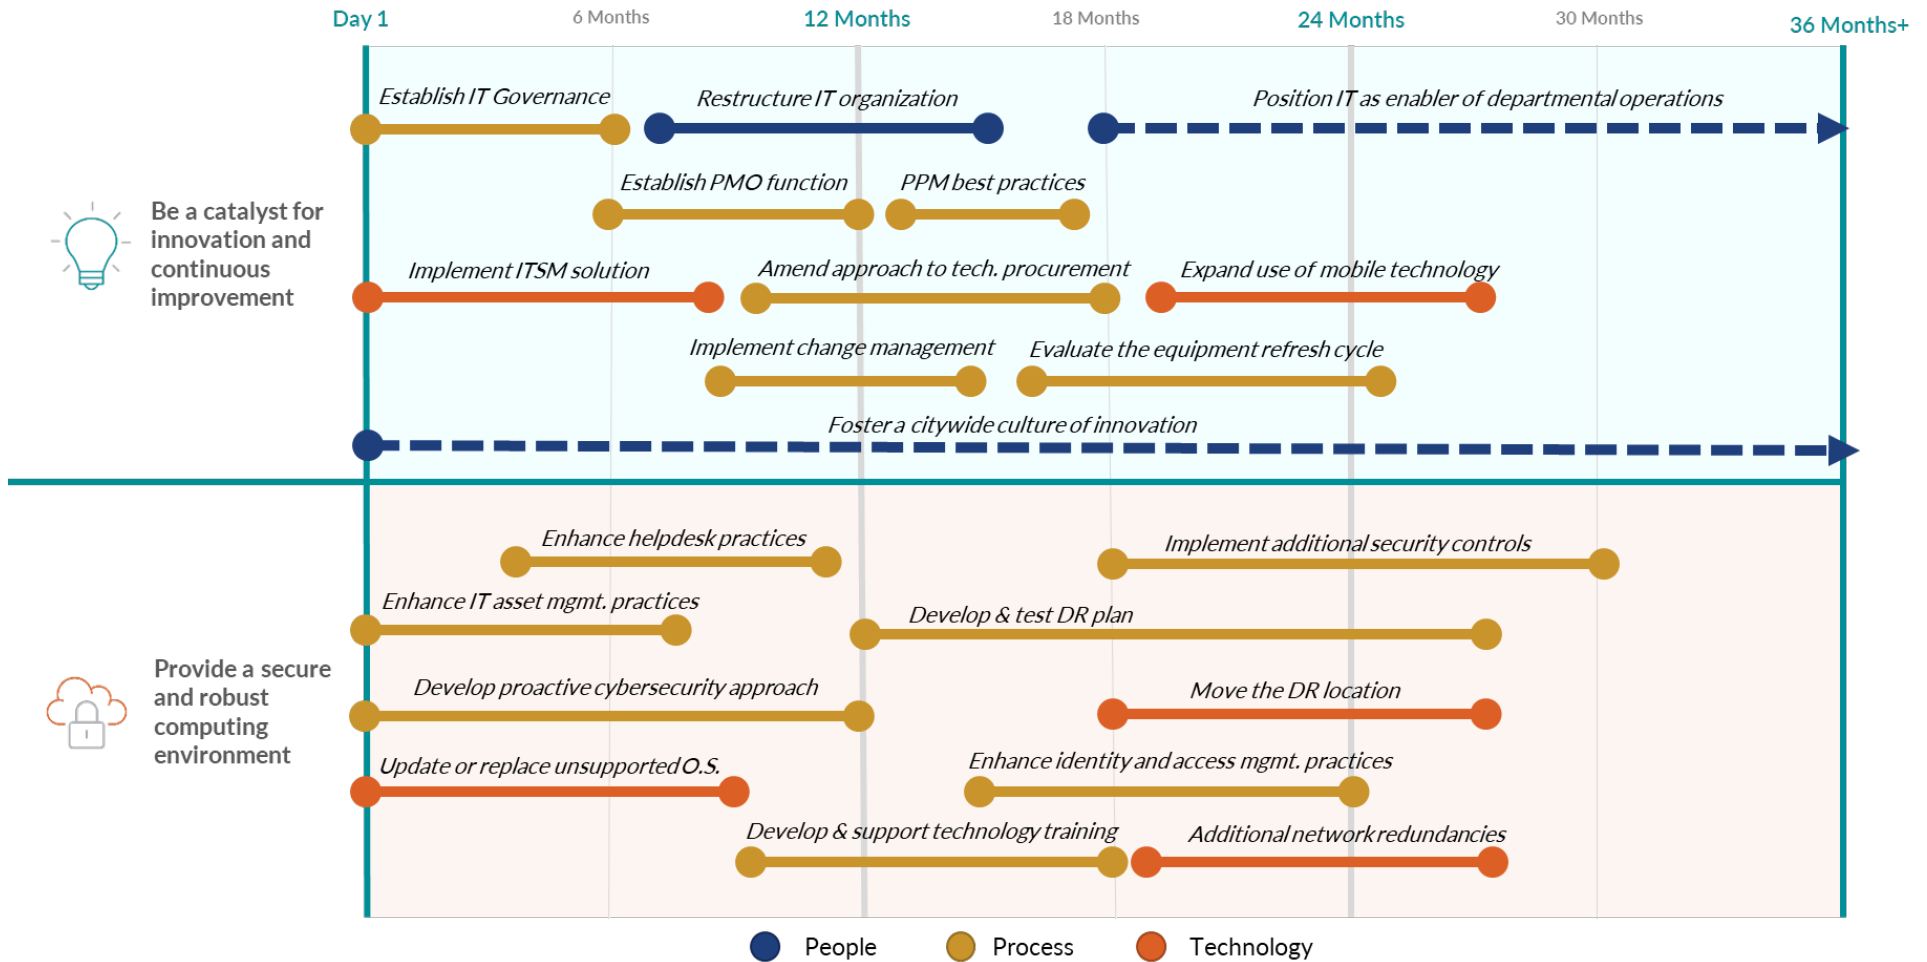 Day 1
6 Months
12 Months
18 Months
24 Months
30 Months
36 Months+
Establish IT Governance
Restructure IT organization
Position IT as enabler of departmental operations
Establish PMO function
PPM best practices
Be a catalyst for
innovation and
continuous
improvement
Implement ITSM solution
Amend approach to tech. procurement
Expand use of mobile technology
Implement change management
Evaluate the equipment refresh cycle
Foster a citywide culture of innovation
Enhance helpdesk practices
Implement additional security controls
Enhance IT asset mgmt. practices
Develop & test DR plan
Provide a secure
and robust
computing
environment
Develop proactive cybersecurity approach
Move the DR location
Update or replace unsupported O.S.
Enhance identity and access mgmt. practices
Develop & support technology training
Additional network redundancies
People
Process
Technology